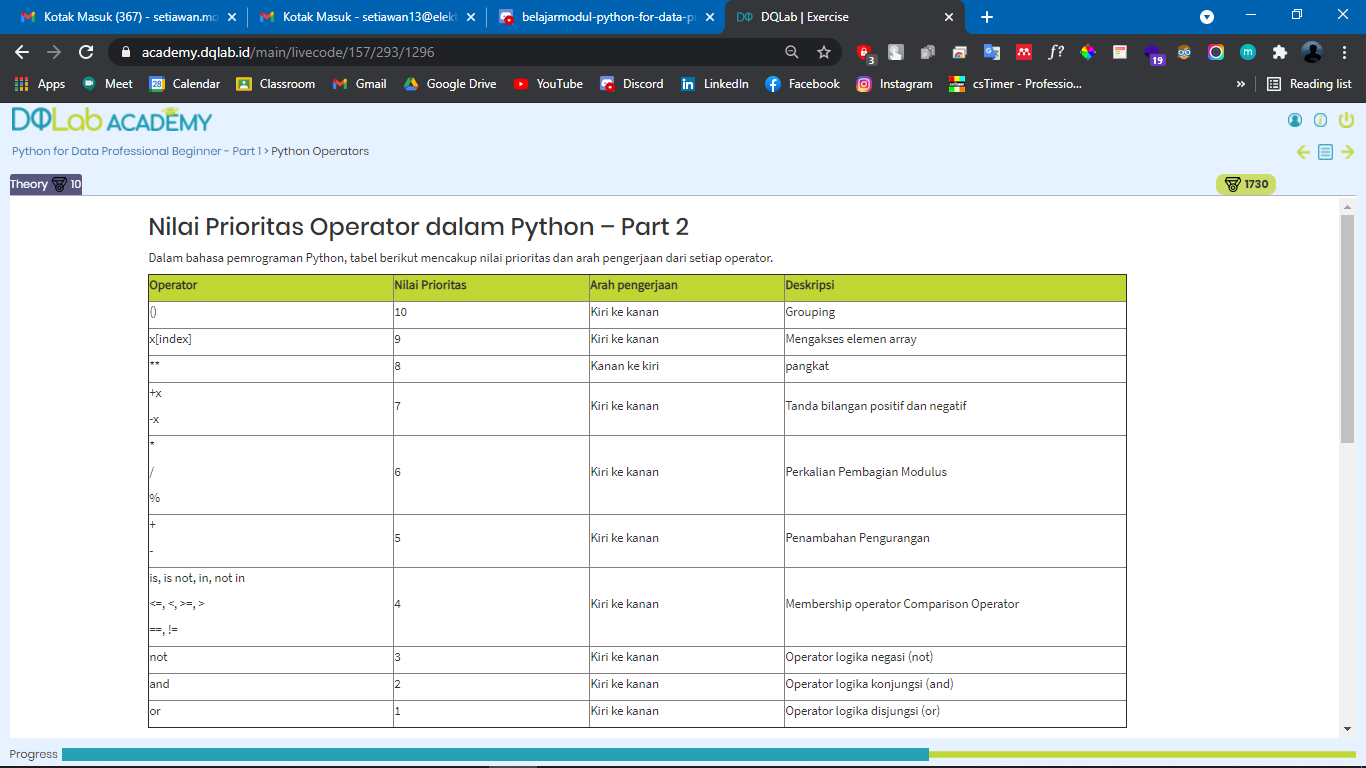 Kotak Masuk (367) - setiawan.mo
Kotak Masuk - setiawan13@elekt
belajarmodul-python-for-data-p
DQLab | Exercise
academy.dqlab.id/main/livecode/157/293/1296
3
f?
19
Apps
Meet
28
Calendar
Classroom
Gmail
Google Drive
YouTube
Discord
LinkedIn
Facebook
Instagram
csTimer - Professio...
»
Reading list
DQLab ACADEMY
Python for Data Professional Beginner - Part 1 > Python Operators
Theory 10
1730
Nilai Prioritas Operator dalam Python – Part 2
Dalam bahasa pemrograman Python, tabel berikut mencakup nilai prioritas dan arah pengerjaan dari setiap operator.
Operator Nilai Prioritas Arah pengerjaan Deskripsi
() 10 Kiri ke kanan Grouping
x[index] 9 Kiri ke kanan Mengakses elemen array
** 8 Kanan ke kiri pangkat
+x
-x
7 Kiri ke kanan Tanda bilangan positif dan negatif
*
/
%
6 Kiri ke kanan Perkalian Pembagian Modulus
+
-
5 Kiri ke kanan Penambahan Pengurangan
is, is not, in, not in
<=, <, >=, >
==, !=
4 Kiri ke kanan Membership operator Comparison Operator
not 3 Kiri ke kanan Operator logika negasi (not)
and 2 Kiri ke kanan Operator logika konjungsi (and)
or 1 Kiri ke kanan Operator logika disjungsi (or)
Progress